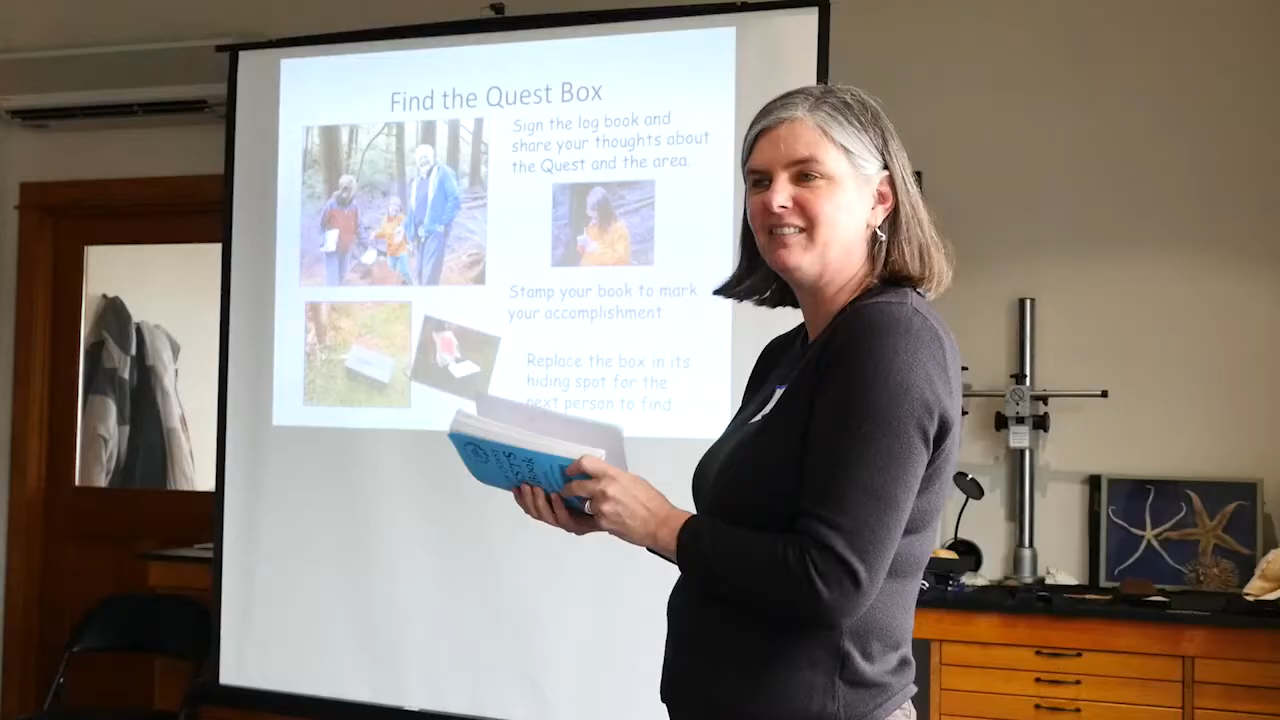 Find the Quest Box
Sign the log book and
share your thoughts about
the Quest and the area.
Stamp your book to mark
your accomplishment
Replace the box in its
hiding spot for the
next person to find